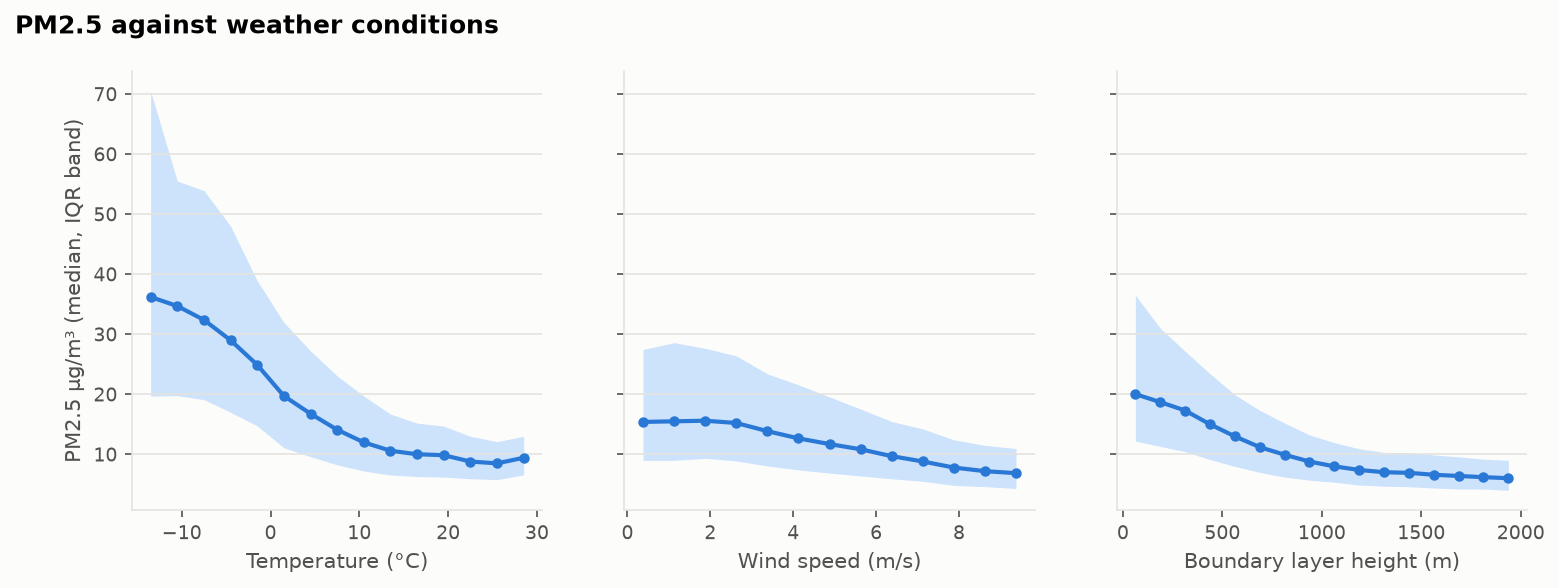 PM2.5 against weather conditions
PM2.5 µg/m³ (median, IQR band)
70
60
50
40
30
20
10
−10 0 10 20 30
Temperature (°C)
0 2 4 6 8
Wind speed (m/s)
0 500 1000 1500 2000
Boundary layer height (m)